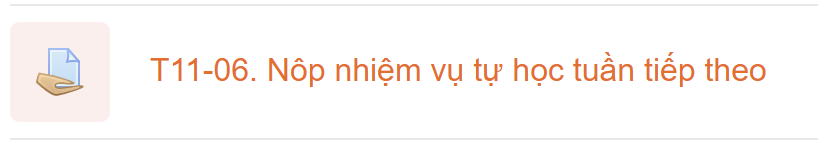 T11-06. Nôp nhiệm vụ tự học tuần tiếp theo